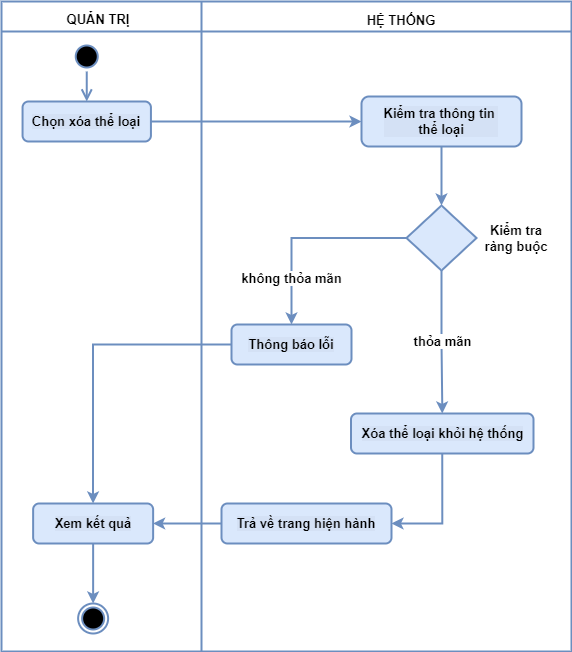 QUẢN TRỊ
HỆ THỐNG
Chọn xóa thể loại
Kiểm tra thông tin
thể loại
Kiểm tra
ràng buộc
không thỏa mãn
thỏa mãn
Thông báo lỗi
Xóa thể loại khỏi hệ thống
Xem kết quả
Trả về trang hiện hành